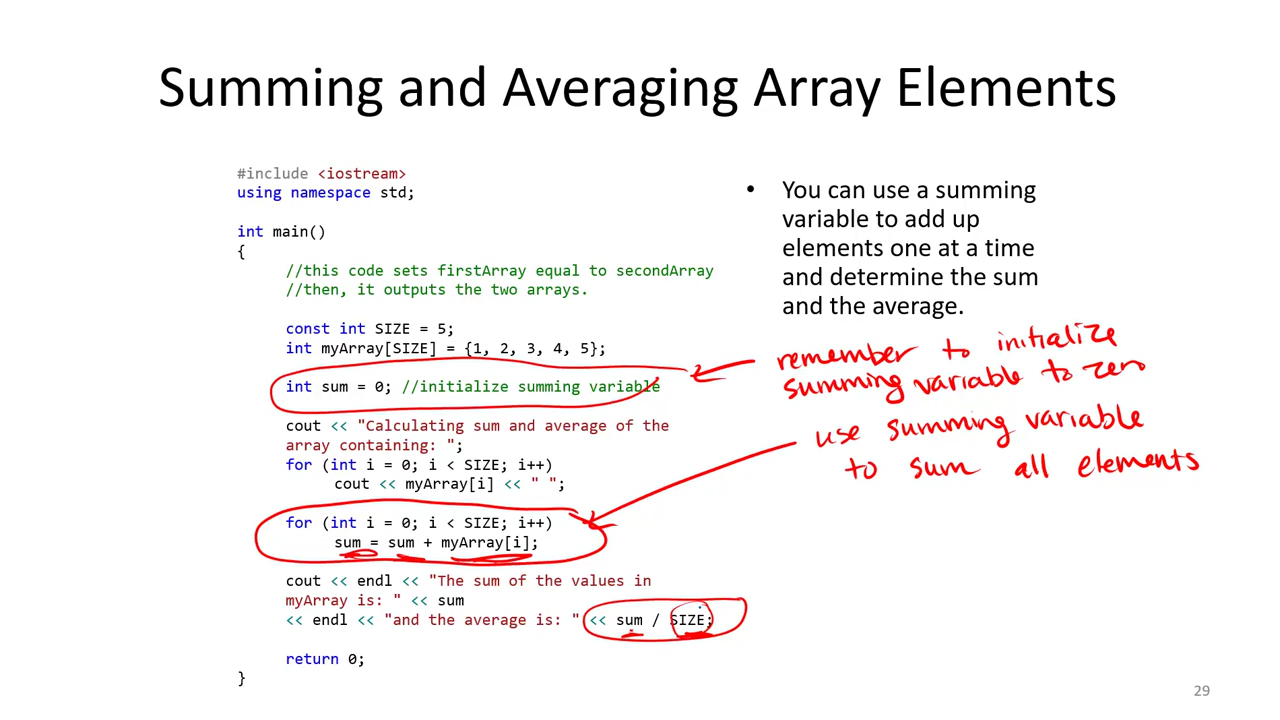 Summing and Averaging Array Elements
#include <iostream>
using namespace std;
int main()
{
//this code sets firstArray equal to secondArray
//then, it outputs the two arrays.
const int SIZE = 5;
int myArray[SIZE] = {1, 2, 3, 4, 5};
int sum = 0; //initialize summing variable
cout << "Calculating sum and average of the
array containing: ";
for (int i = 0; i < SIZE; i++)
cout << myArray[i] << " ";
for (int i = 0; i < SIZE; i++)
sum = sum + myArray[i];
cout << endl << "The sum of the values in
myArray is: " << sum
<< endl << "and the average is: " << sum / SIZE;
return 0;
}
• You can use a summing
variable to add up
elements one at a time
and determine the sum
and the average.
remember to initialize
summing variable to zero
use summing variable
to sum all elements
29